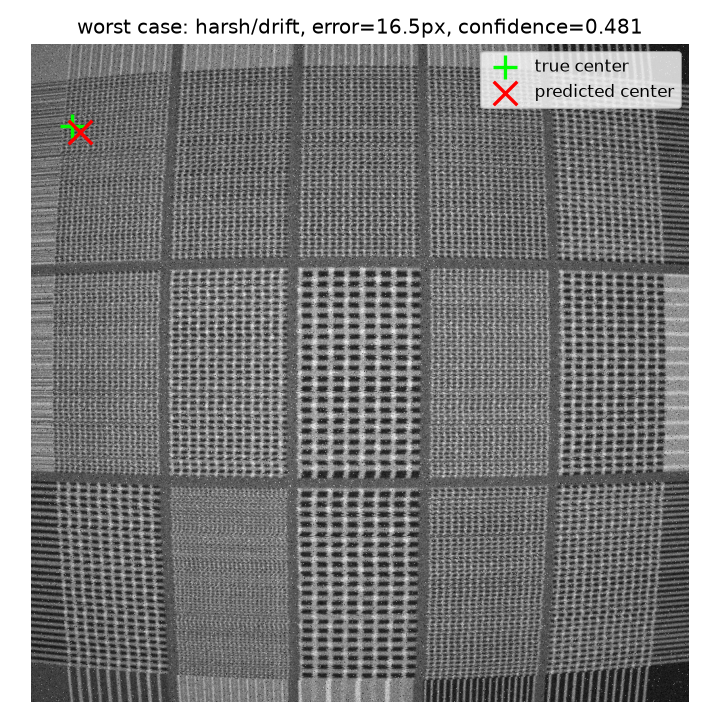 worst case: harsh/drift, error=16.5px, confidence=0.481
true center
predicted center